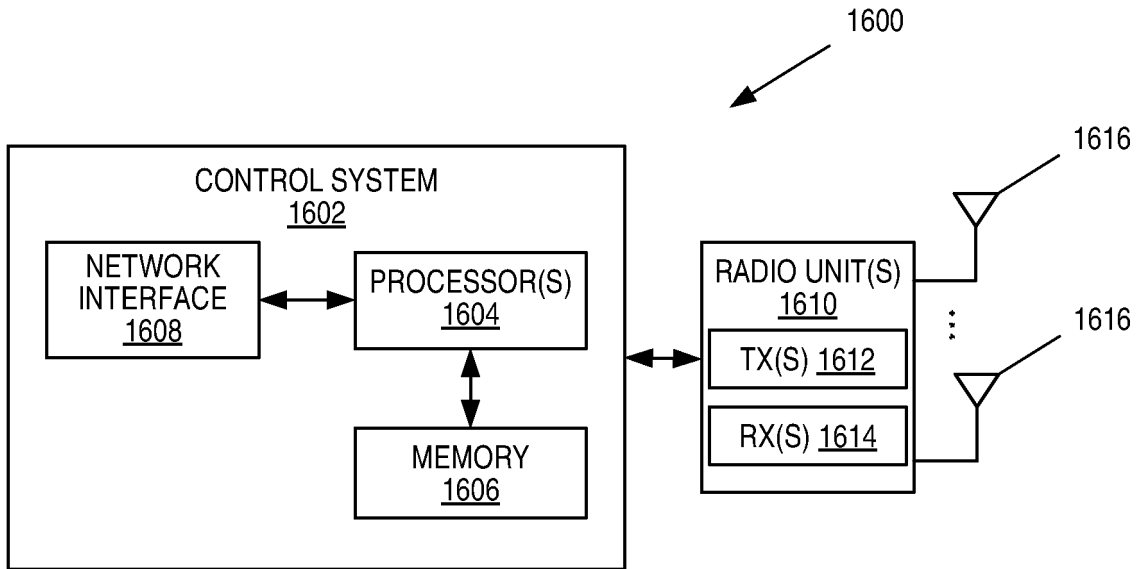 1600
1616
CONTROL SYSTEM
1602
NETWORK
INTERFACE
1608
PROCESSOR(S)
1604
MEMORY
1606
RADIO UNIT(S)
1610
TX(S) 1612
RX(S) 1614
1616